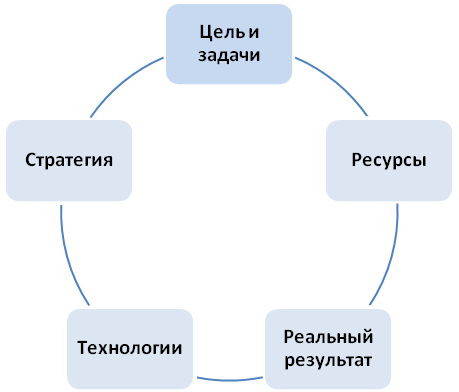 Цель и
задачи
Стратегия
Ресурсы
Технологии
Реальный
результат